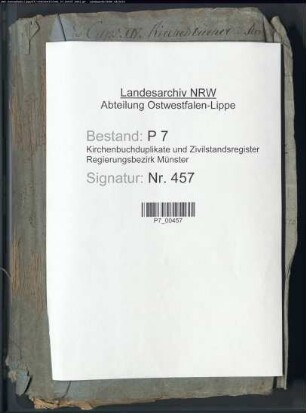 Landesarchiv NRW
Abteilung Ostwestfalen-Lippe
Bestand: P 7
Kirchenbuchduplikate und Zivilstandsregister
Regierungsbezirk Münster
Signatur: Nr. 457
P7_00457